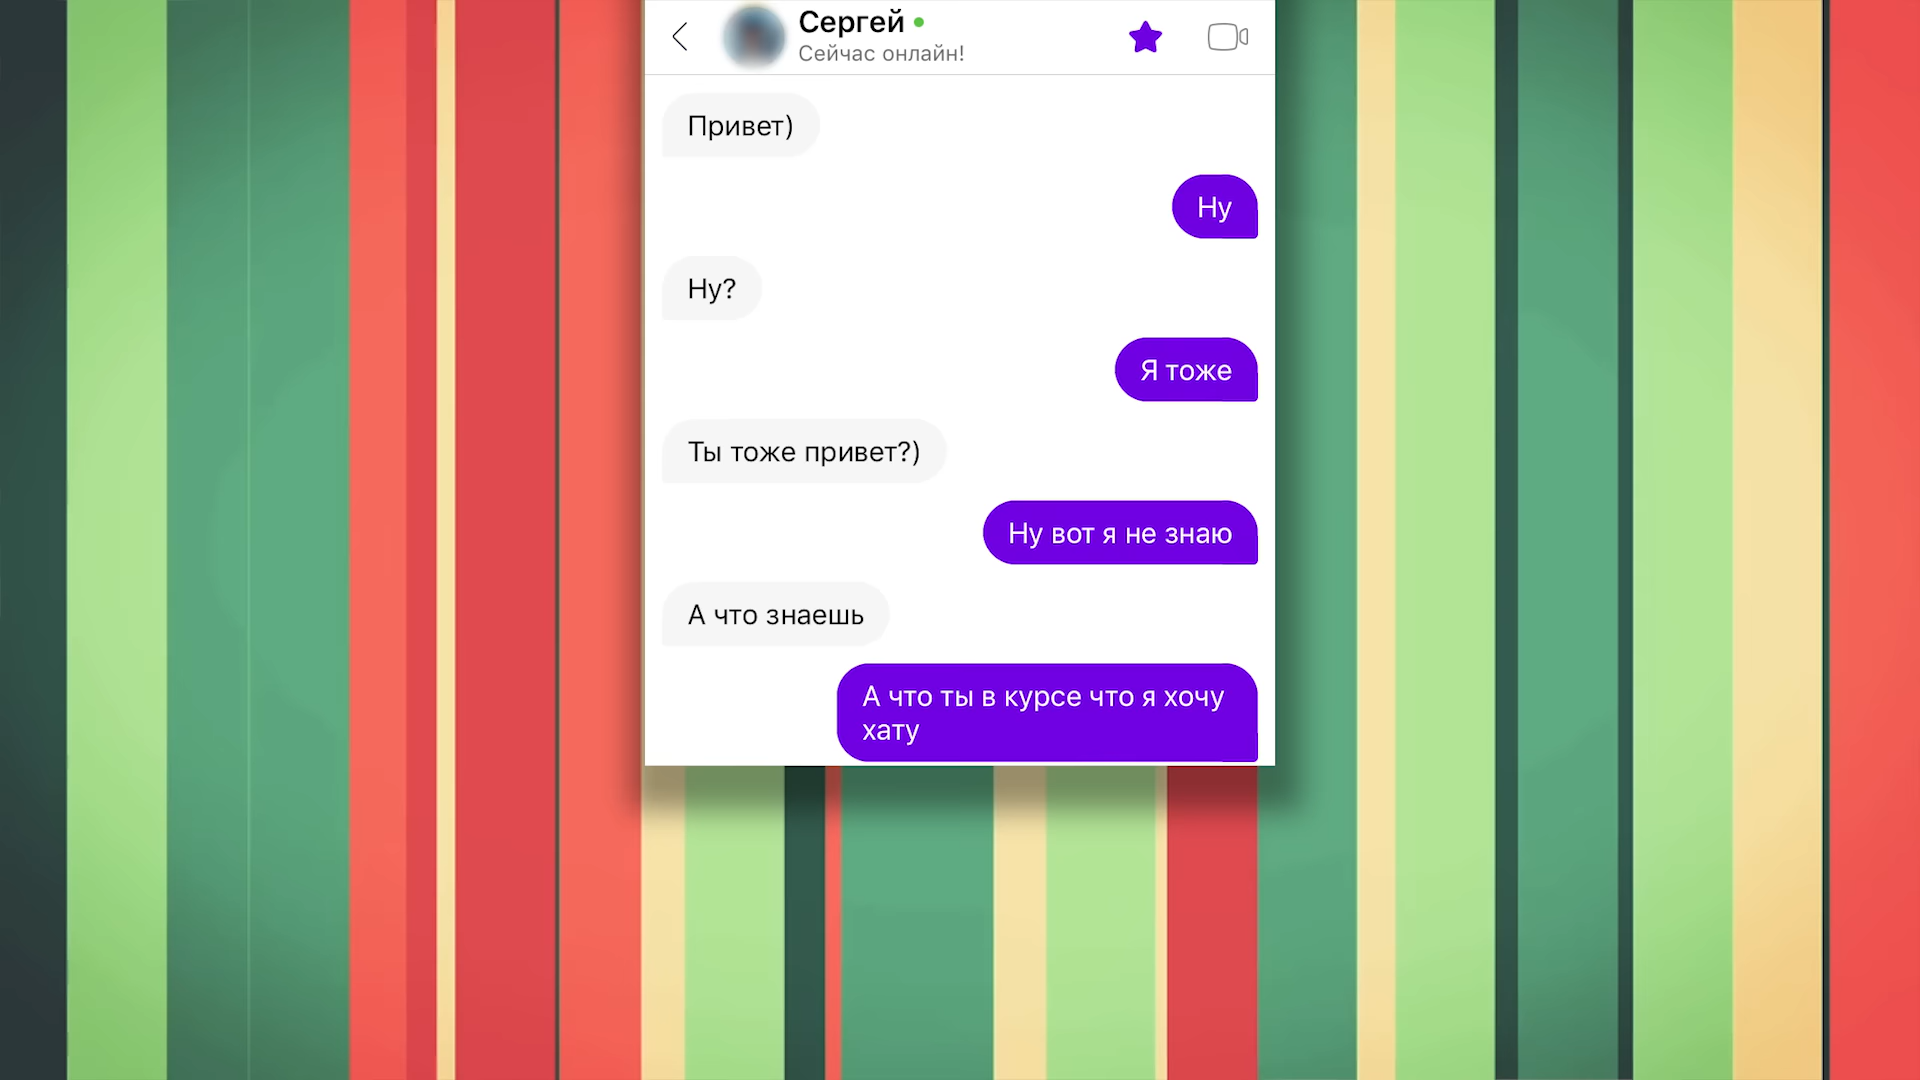 Сергей
Сейчас онлайн!
Привет)
Ну
Ну?
Я тоже
Ты тоже привет?)
Ну вот я не знаю
А что знаешь
А что ты в курсе что я хочу
хату